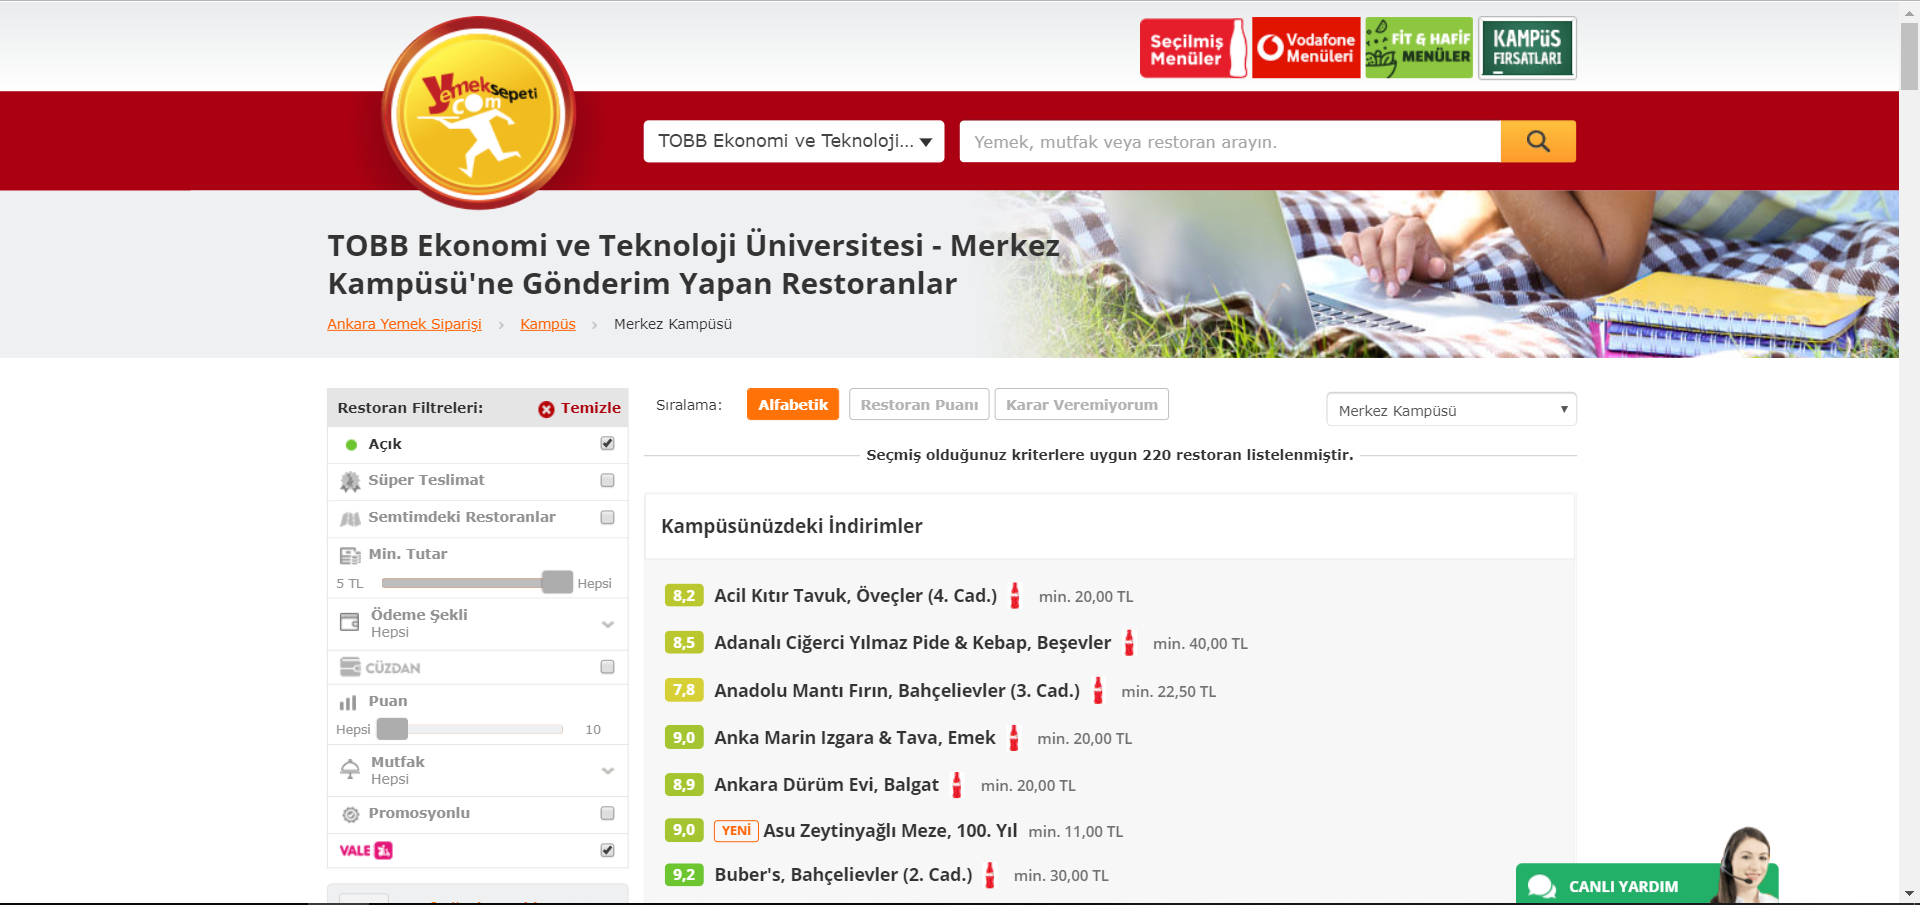 Seçilmiş
Menüler
Vodafone
Menüleri
FİT & HAFİF
MENÜLER
KAMPüS
FIRSATLARI
Yemeksepeti
com
TOBB Ekonomi ve Teknoloji...
Yemek, mutfak veya restoran arayın.
TOBB Ekonomi ve Teknoloji Üniversitesi - Merkez
Kampüsü'ne Gönderim Yapan Restoranlar
Ankara Yemek Siparişi > Kampüs > Merkez Kampüsü
Restoran Filtreleri: Temizle
Açık
Süper Teslimat
Semtimdeki Restoranlar
Min. Tutar
5 TL Hepsi
Ödeme Şekli
Hepsi
CÜZDAN
Puan
Hepsi 10
Mutfak
Hepsi
Promosyonlu
VALE
Sıralama: Alfabetik Restoran Puanı Karar Veremiyorum
Merkez Kampüsü
Seçmiş olduğunuz kriterlere uygun 220 restoran listelenmiştir.
Kampüsünüzdeki İndirimler
8,2 Acil Kıtır Tavuk, Öveçler (4. Cad.) min. 20,00 TL
8,5 Adanalı Ciğerci Yılmaz Pide & Kebap, Beşevler min. 40,00 TL
7,8 Anadolu Mantı Fırın, Bahçelievler (3. Cad.) min. 22,50 TL
9,0 Anka Marin Izgara & Tava, Emek min. 20,00 TL
8,9 Ankara Dürüm Evi, Balgat min. 20,00 TL
9,0 YENİ Asu Zeytinyağlı Meze, 100. Yıl min. 11,00 TL
9,2 Buber's, Bahçelievler (2. Cad.) min. 30,00 TL
CANLI YARDIM